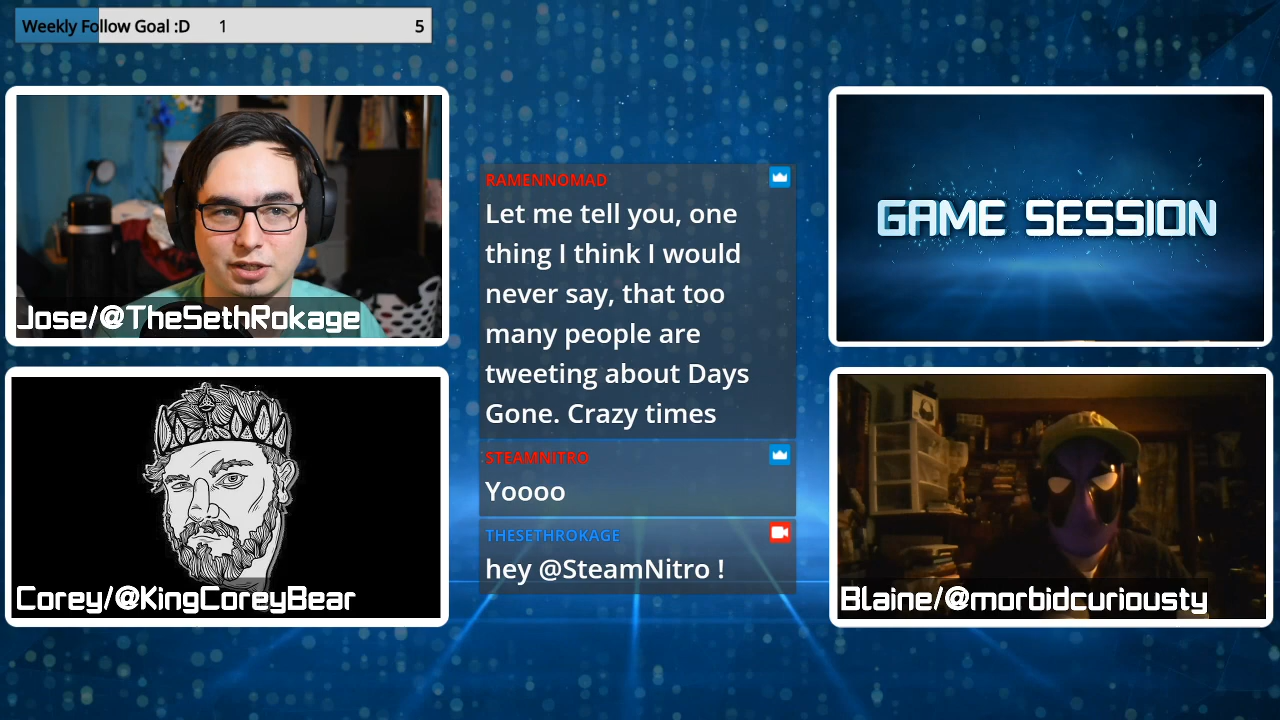 Weekly Follow Goal :D 1 5
Jose/@TheSethRokage
Corey/@KingCoreyBear
RAMENNOMAD
Let me tell you, one
thing I think I would
never say, that too
many people are
tweeting about Days
Gone. Crazy times
STEAMNITRO
Yoooo
THESETHROKAGE
hey @SteamNitro !
GAME SESSION
Blaine/@morbidcuriousty